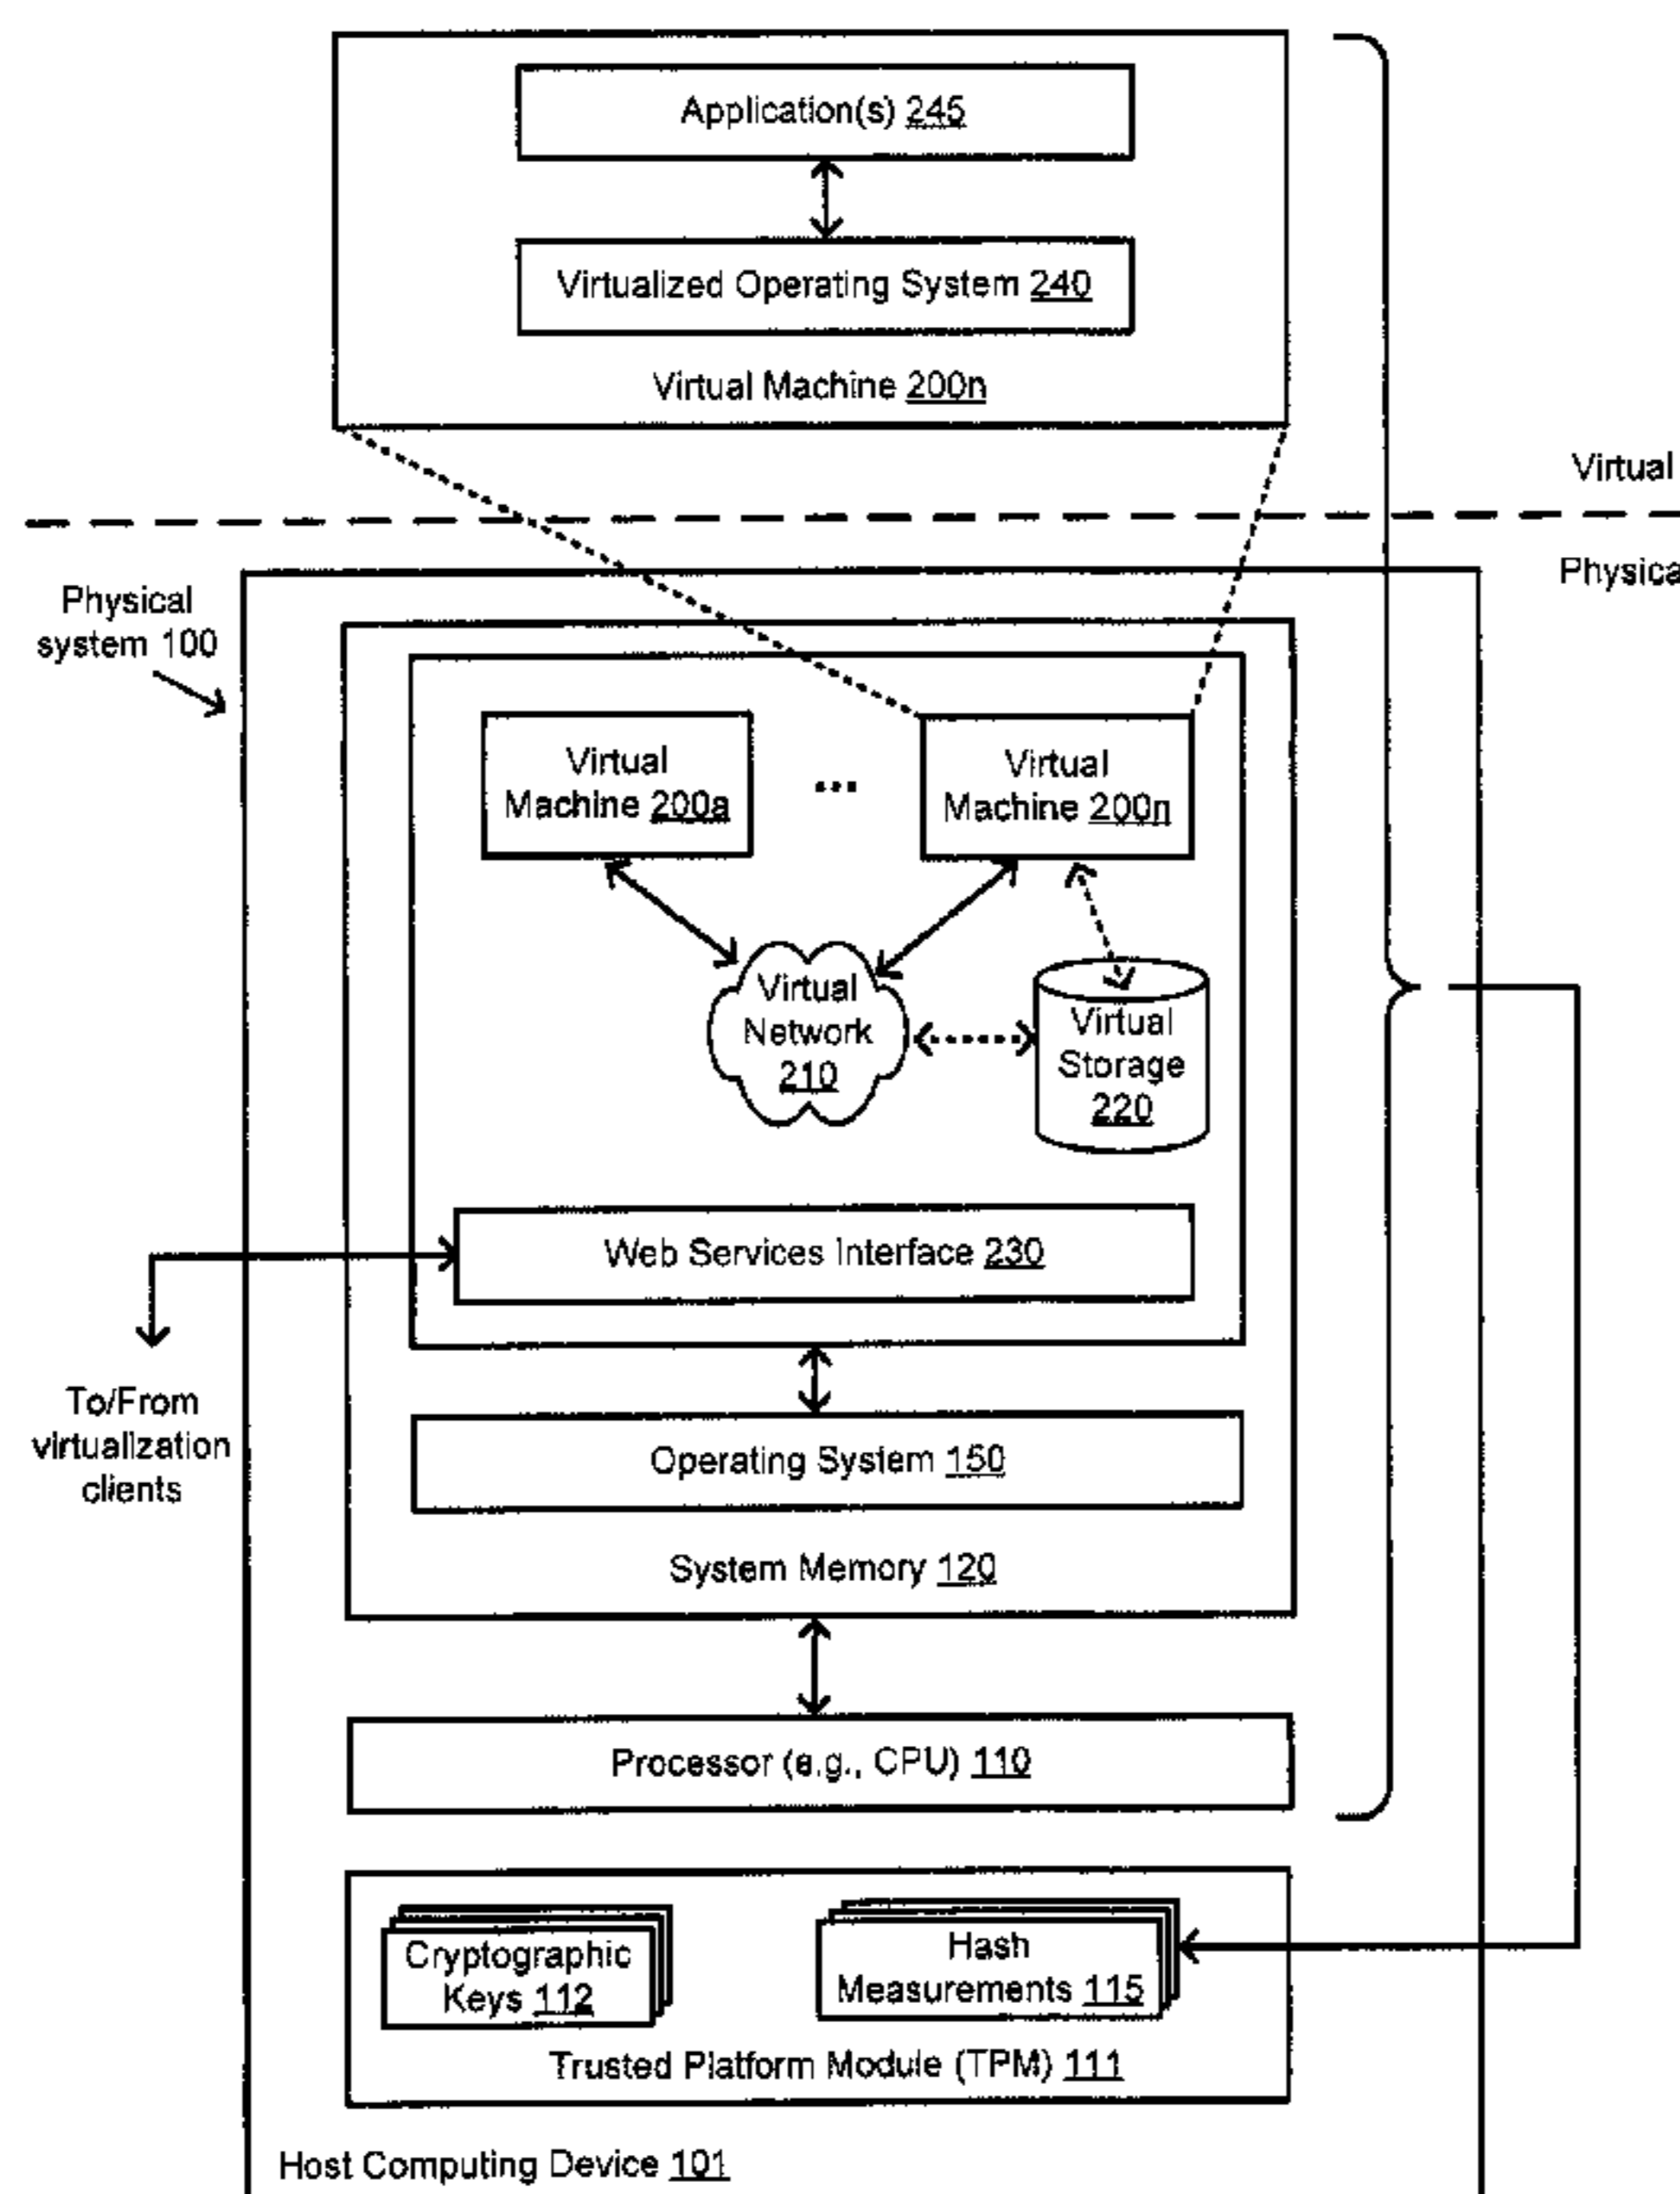 Application(s) 245
Virtualized Operating System 240
Virtual Machine 200n
Virtual
Physica
Physical
system 100
Virtual
Machine 200a
...
Virtual
Machine 200n
Virtual
Network
210
Virtual
Storage
220
Web Services Interface 230
To/From
virtualization
clients
Operating System 150
System Memory 120
Processor (e.g., CPU) 110
Cryptographic
Keys 112
Hash
Measurements 115
Trusted Platform Module (TPM) 111
Host Computing Device 101